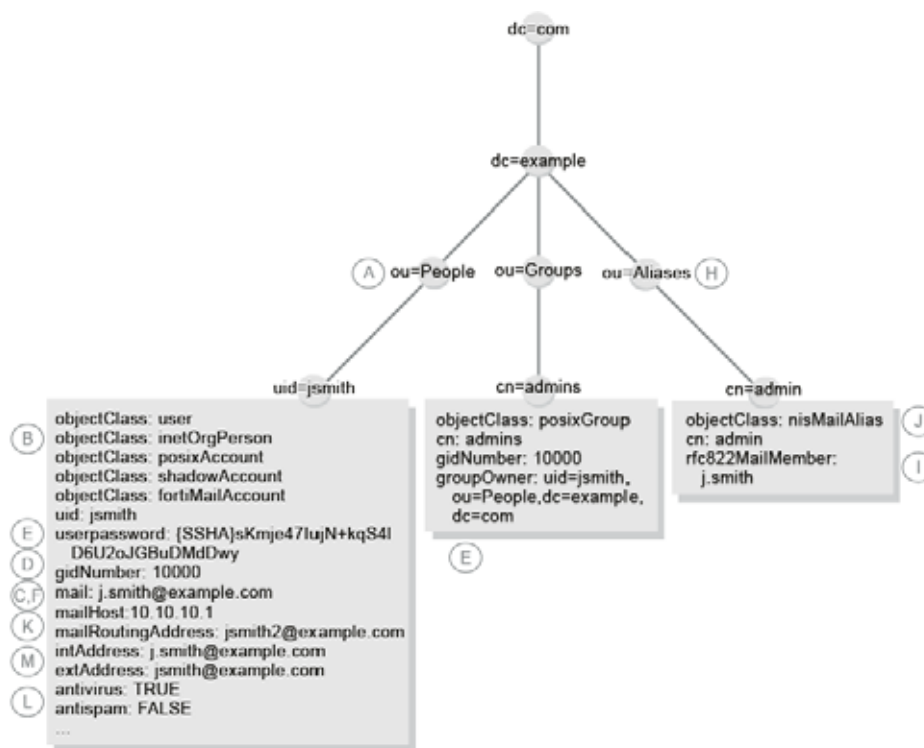 dc=com
dc=example
A
ou=People
ou=Groups
ou=Aliases
H
uid=jsmith
cn=admins
cn=admin
objectClass: user
B
objectClass: inetOrgPerson
objectClass: posixAccount
objectClass: shadowAccount
objectClass: fortiMailAccount
uid: jsmith
E
userpassword: {SSHA}sKmje47IujN+kqS4l
D6U2oJGBuDMdDwy
D
gidNumber: 10000
C,F
mail: j.smith@example.com
mailHost:10.10.10.1
K
mailRoutingAddress: jsmith2@example.com
intAddress: j.smith@example.com
M
extAddress: jsmith@example.com
antivirus: TRUE
L
antispam: FALSE
...
objectClass: posixGroup
cn: admins
gidNumber: 10000
groupOwner: uid=jsmith,
ou=People,dc=example,
dc=com
E
objectClass: nisMailAlias
J
cn: admin
rfc822MailMember:
I
j.smith